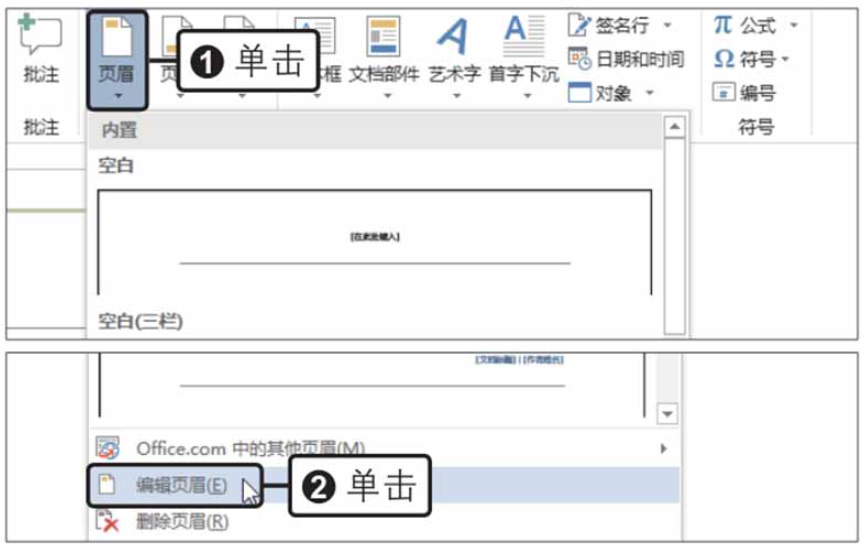 签名行
π 公式
批注
页眉
❶ 单击
框
文档部件
艺术字
首字下沉
日期和时间
Ω 符号
对象
编号
批注
符号
内置
空白
[在此处键入]
空白(三栏)
[文档标题] | [作者姓名]
Office.com 中的其他页眉(M)
编辑页眉(E)
❷ 单击
删除页眉(R)